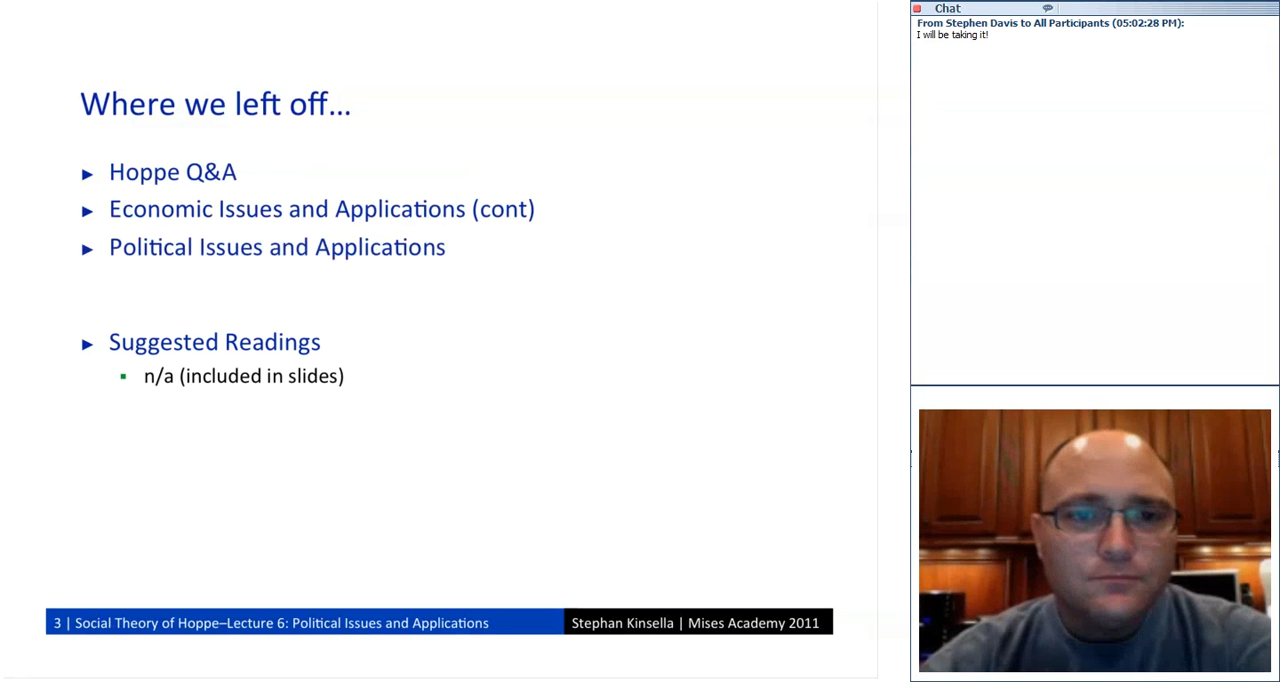 Where we left off...
► Hoppe Q&A
► Economic Issues and Applications (cont)
► Political Issues and Applications
► Suggested Readings
▪ n/a (included in slides)
3 | Social Theory of Hoppe–Lecture 6: Political Issues and Applications
Stephan Kinsella | Mises Academy 2011
Chat
From Stephen Davis to All Participants (05:02:28 PM):
I will be taking it!